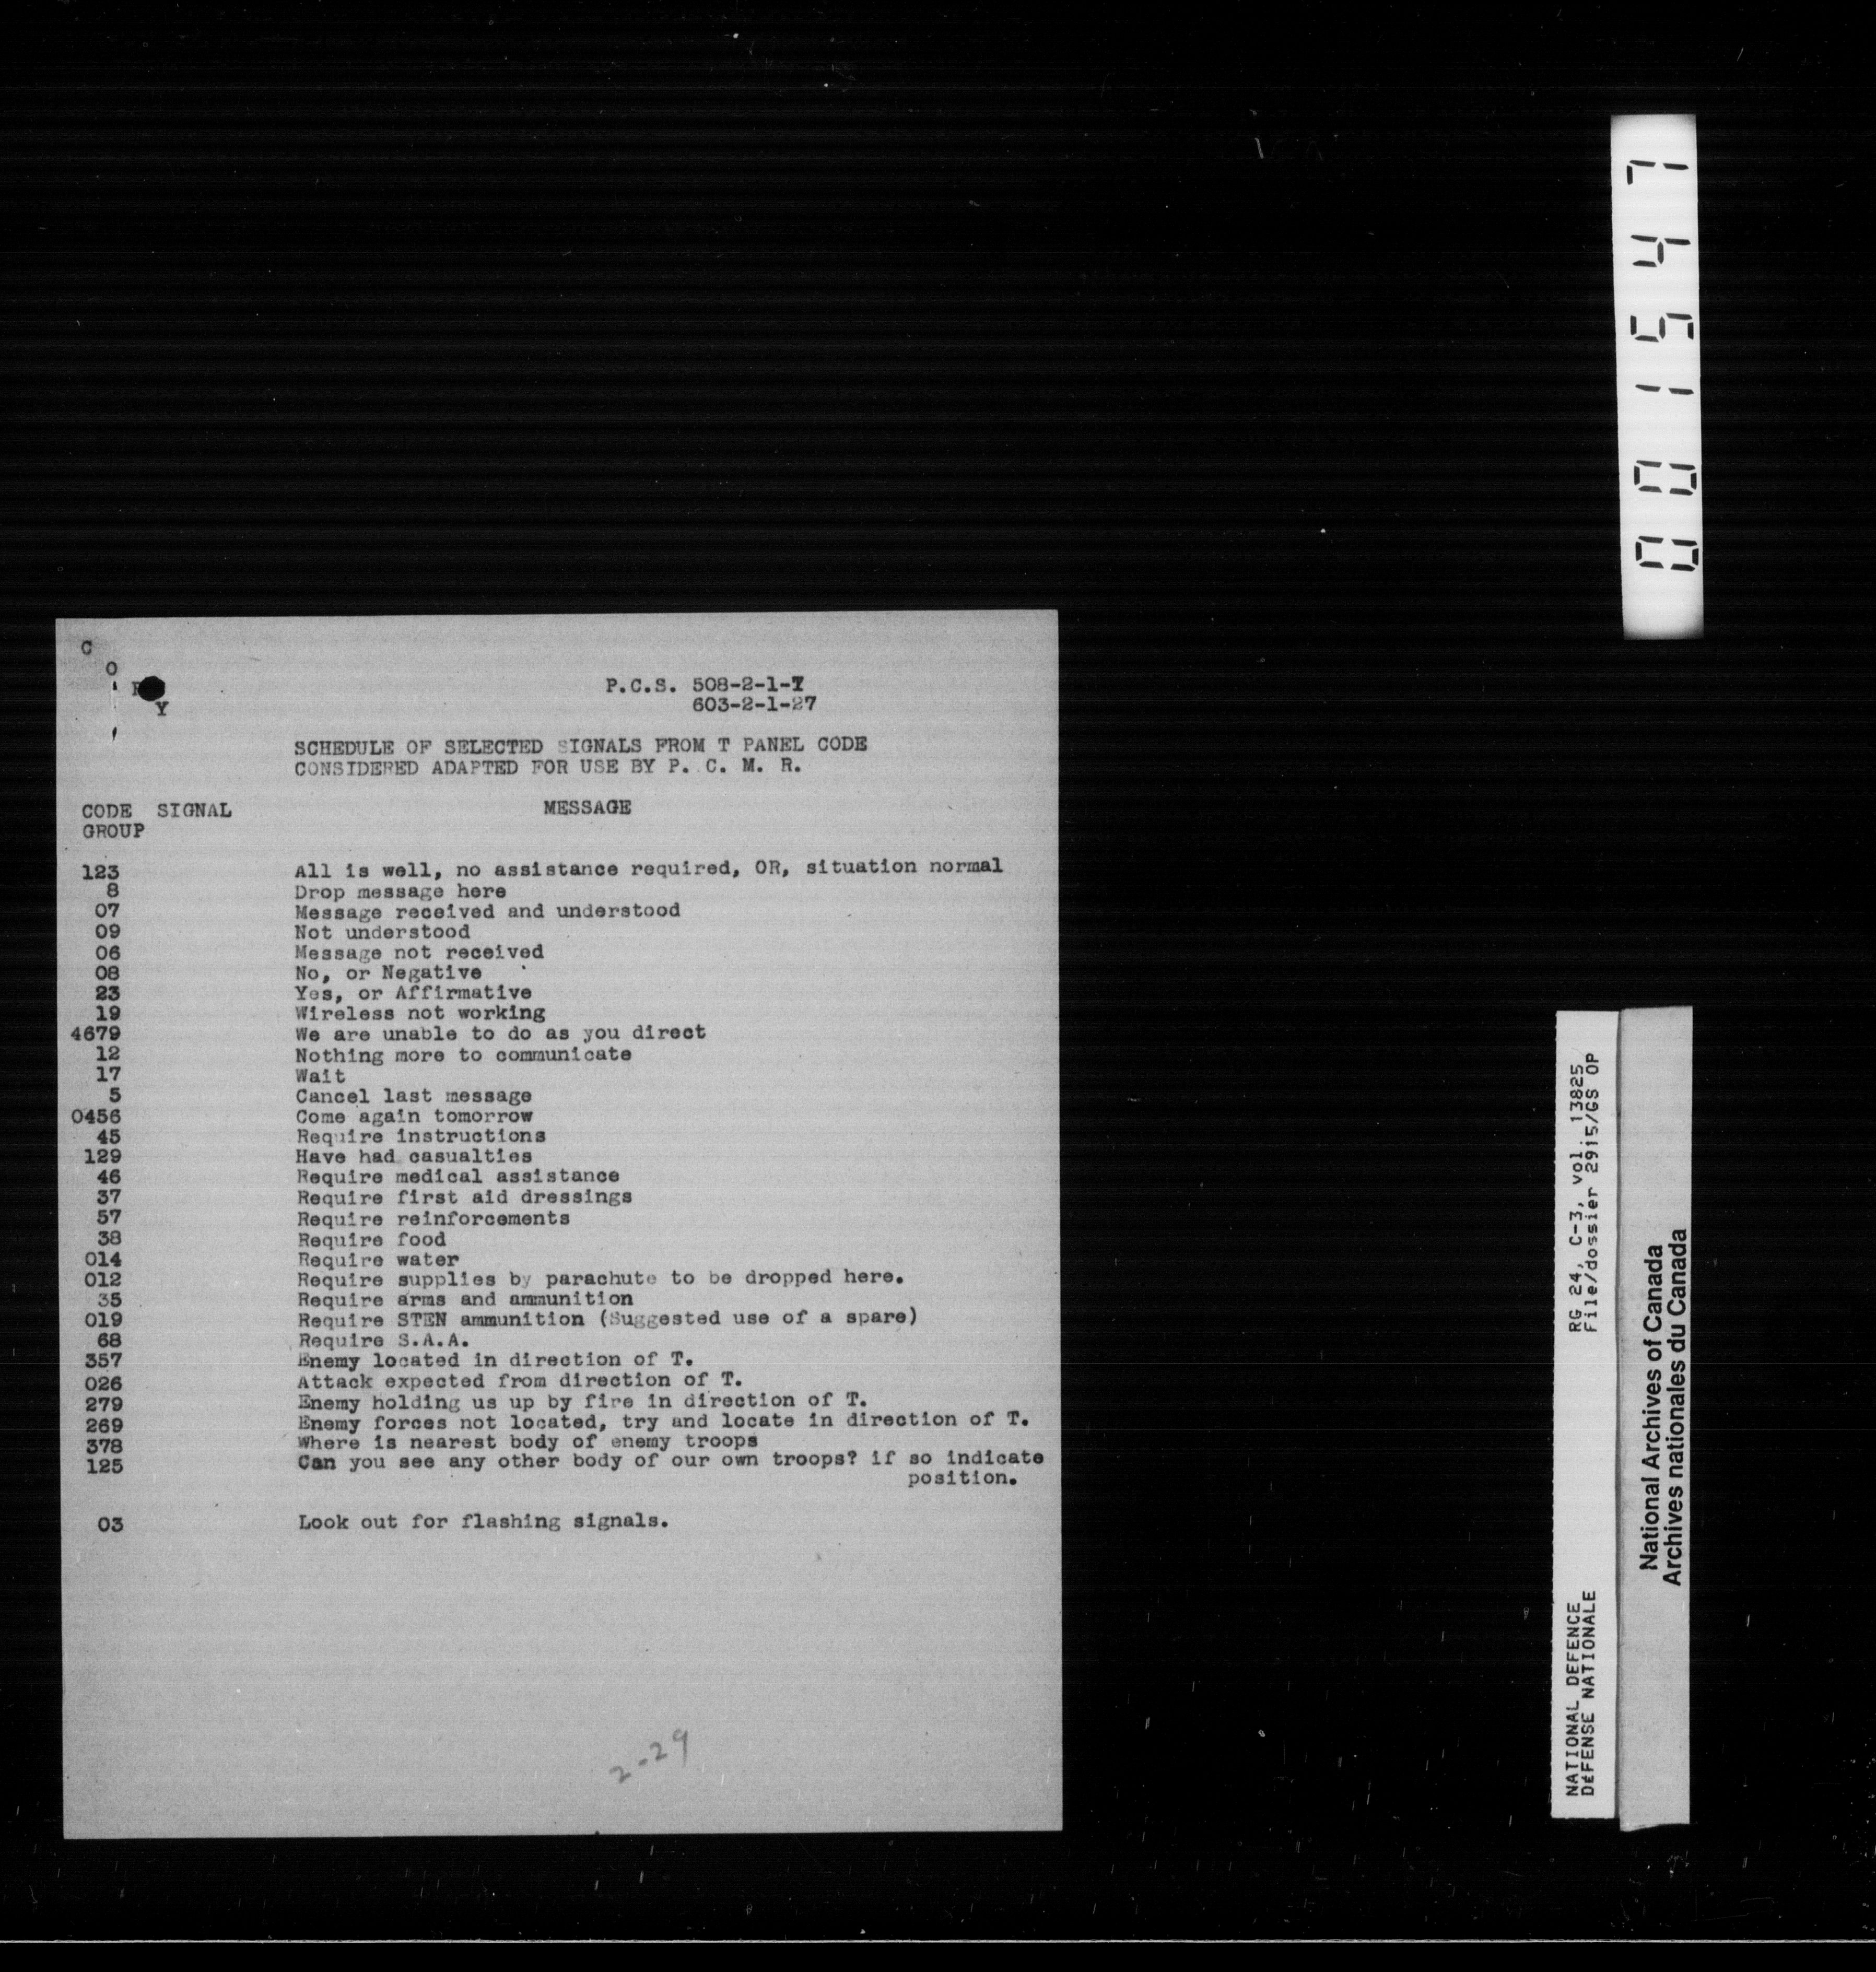 C
O
P
Y
P.C.S. 508-2-1-7
603-2-1-27
SCHEDULE OF SELECTED SIGNALS FROM T PANEL CODE
CONSIDERED ADAPTED FOR USE BY P. C. M. R.
CODE SIGNAL MESSAGE
GROUP
123 All is well, no assistance required, OR, situation normal
8 Drop message here
07 Message received and understood
09 Not understood
06 Message not received
08 No, or Negative
23 Yes, or Affirmative
19 Wireless not working
4679 We are unable to do as you direct
12 Nothing more to communicate
17 Wait
5 Cancel last message
0456 Come again tomorrow
45 Require instructions
129 Have had casualties
46 Require medical assistance
37 Require first aid dressings
57 Require reinforcements
38 Require food
014 Require water
012 Require supplies by parachute to be dropped here.
35 Require arms and ammunition
019 Require STEN ammunition (Suggested use of a spare)
68 Require S.A.A.
357 Enemy located in direction of T.
026 Attack expected from direction of T.
279 Enemy holding us up by fire in direction of T.
269 Enemy forces not located, try and locate in direction of T.
378 Where is nearest body of enemy troops
125 Can you see any other body of our own troops? if so indicate
position.
03 Look out for flashing signals.
2-29
001547
NATIONAL DEFENCE RG 24, C-3, vol. 13825
DÉFENSE NATIONALE File/dossier 2915/GS OP
National Archives of Canada
Archives nationales du Canada